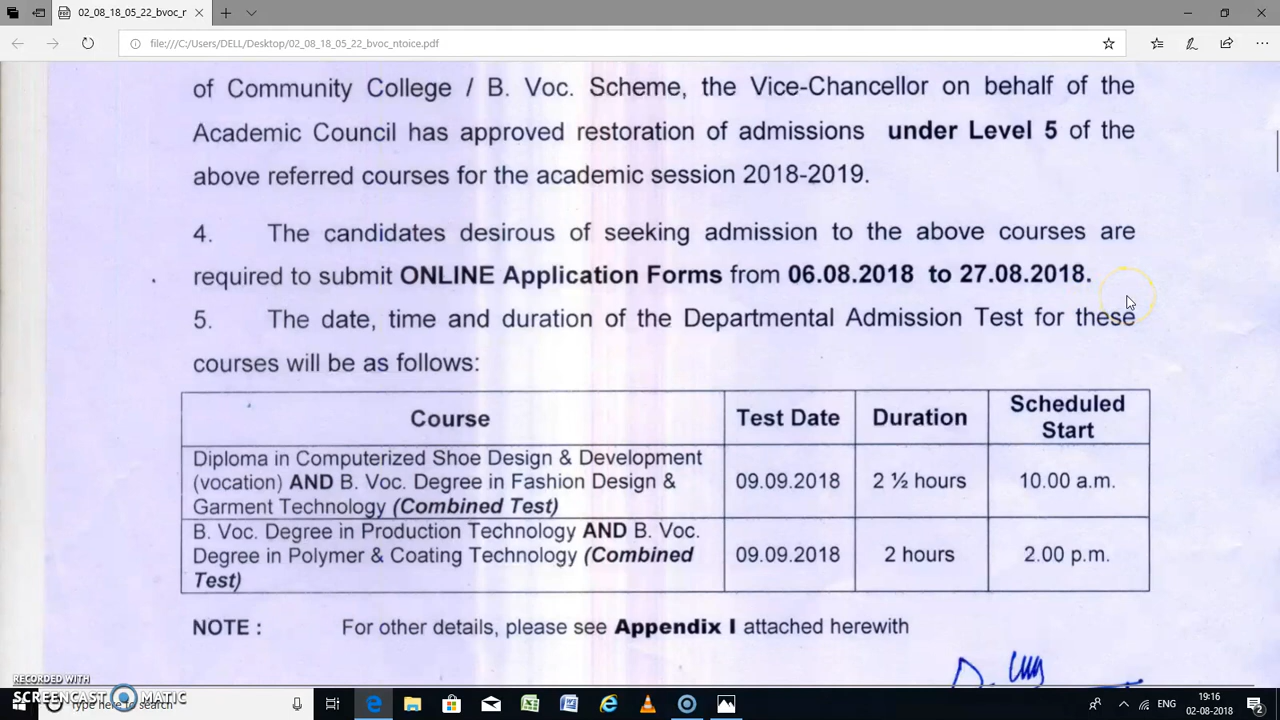 02_08_18_05_22_bvoc_r
file:///C:/Users/DELL/Desktop/02_08_18_05_22_bvoc_ntoice.pdf
of Community College / B. Voc. Scheme, the Vice-Chancellor on behalf of the
Academic Council has approved restoration of admissions under Level 5 of the
above referred courses for the academic session 2018-2019.
4. The candidates desirous of seeking admission to the above courses are
required to submit ONLINE Application Forms from 06.08.2018 to 27.08.2018.
5. The date, time and duration of the Departmental Admission Test for these
courses will be as follows:
Course Test Date Duration Scheduled
Start
Diploma in Computerized Shoe Design & Development
(vocation) AND B. Voc. Degree in Fashion Design &
Garment Technology (Combined Test)
09.09.2018 2 ½ hours 10.00 a.m.
B. Voc. Degree in Production Technology AND B. Voc.
Degree in Polymer & Coating Technology (Combined
Test)
09.09.2018 2 hours 2.00 p.m.
NOTE : For other details, please see Appendix I attached herewith
RECORDED WITH
SCREENCAST MATIC
Type here to search
ENG
19:16
02-08-2018
2